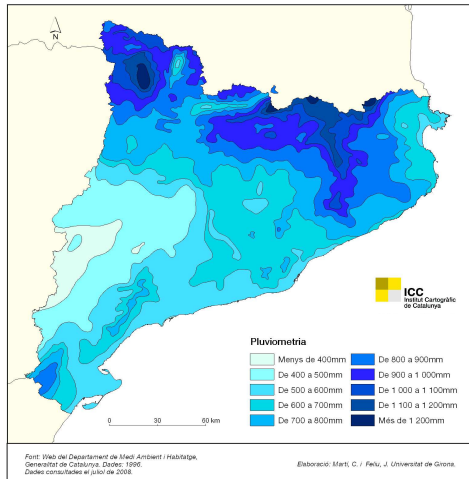 N
ICC
Institut Cartogràfic
de Catalunya
Pluviometria
Menys de 400mm
De 400 a 500mm
De 500 a 600mm
De 600 a 700mm
De 700 a 800mm
De 800 a 900mm
De 900 a 1 000mm
De 1 000 a 1 100mm
De 1 100 a 1 200mm
Més de 1 200mm
0 30 60 km
Font: Web del Departament de Medi Ambient i Habitatge,
Generalitat de Catalunya. Dades: 1996.
Dades consultades el juliol de 2008.
Elaboració: Martí, C. i Feliu, J. Universitat de Girona.